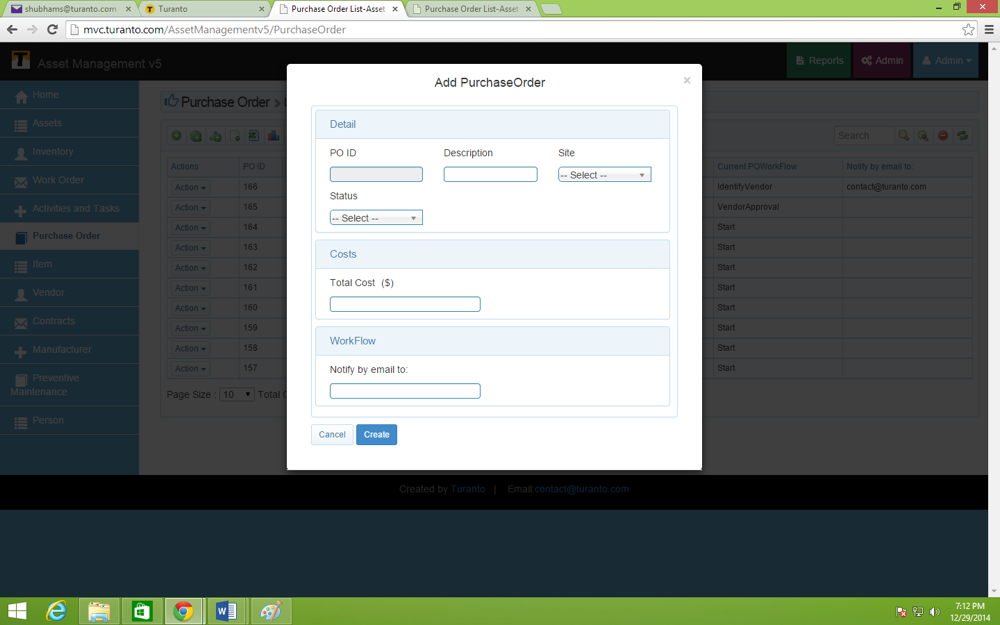 shubhams@turanto.com
Turanto
Purchase Order List-Asset
Purchase Order List-Asset
mvc.turanto.com/AssetManagementv5/PurchaseOrder
T Asset Management v5
Reports
Admin
Admin
Home
Assets
Inventory
Work Order
Activities and Tasks
Purchase Order
Item
Vendor
Contracts
Manufacturer
Preventive
Maintenance
Person
Purchase Order >
Search
Actions PO ID Current POWorkFlow Notify by email to:
Action 166 IdentifyVendor contact@turanto.com
Action 165 VendorApproval
Action 164 Start
Action 163 Start
Action 162 Start
Action 161 Start
Action 160 Start
Action 159 Start
Action 158 Start
Action 157 Start
Page Size : 10 Total
Add PurchaseOrder ×
Detail
PO ID Description Site
-- Select --
Status
-- Select --
Costs
Total Cost ($)
WorkFlow
Notify by email to:
Cancel Create
Created by Turanto | Email:contact@turanto.com
7:12 PM
12/29/2014